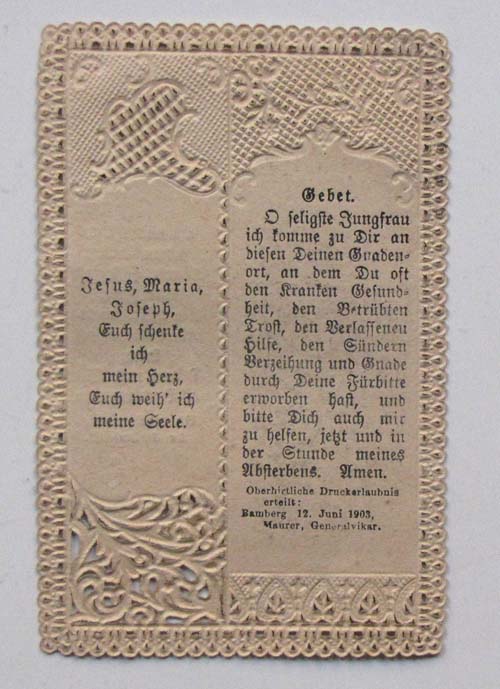 Jesus, Maria,
Joseph,
Euch schenke
ich
mein Herz,
Euch weih' ich
meine Seele.
Gebet.
O seligste Jungfrau
ich komme zu Dir an
diesen Deinen Gnaden-
ort, an dem Du oft
den Kranken Gesund-
heit, den Betrübten
Trost, den Verlassenen
Hilfe, den Sündern
Verzeihung und Gnade
durch Deine Fürbitte
erworben hast, und
bitte Dich auch mir
zu helfen, jetzt und in
der Stunde meines
Absterbens. Amen.
Oberhirtliche Druckerlaubnis
erteilt:
Bamberg 12. Juni 1903,
Maurer, Generalvikar.